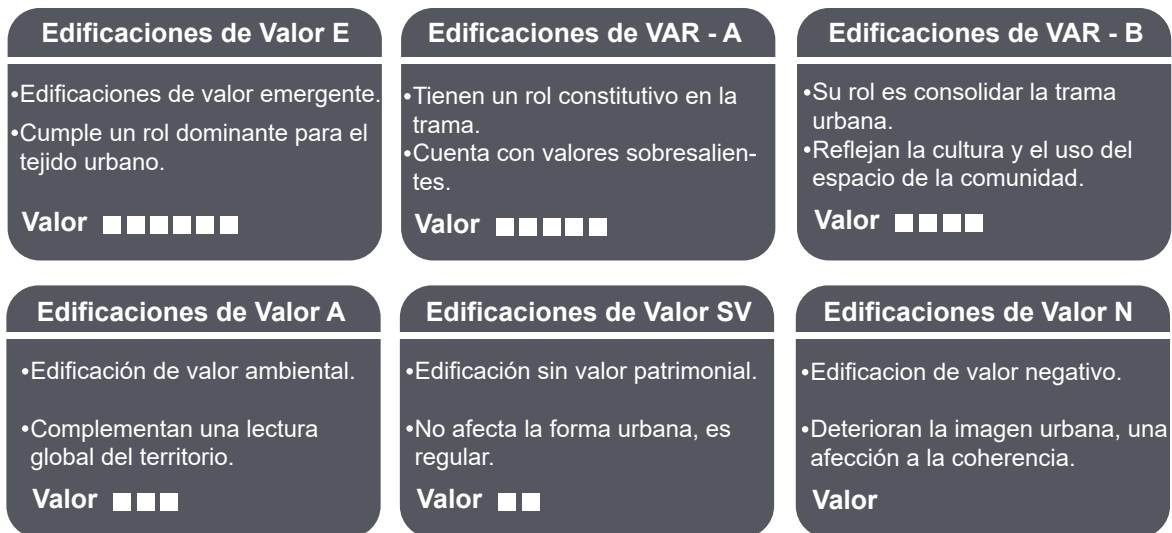 Edificaciones de Valor E
•Edificaciones de valor emergente.
•Cumple un rol dominante para el
tejido urbano.
Valor
Edificaciones de VAR - A
•Tienen un rol constitutivo en la
trama.
•Cuenta con valores sobresalien-
tes.
Valor
Edificaciones de VAR - B
•Su rol es consolidar la trama
urbana.
•Reflejan la cultura y el uso del
espacio de la comunidad.
Valor
Edificaciones de Valor A
•Edificación de valor ambiental.
•Complementan una lectura
global del territorio.
Valor
Edificaciones de Valor SV
•Edificación sin valor patrimonial.
•No afecta la forma urbana, es
regular.
Valor
Edificaciones de Valor N
•Edificacion de valor negativo.
•Deterioran la imagen urbana, una
afección a la coherencia.
Valor